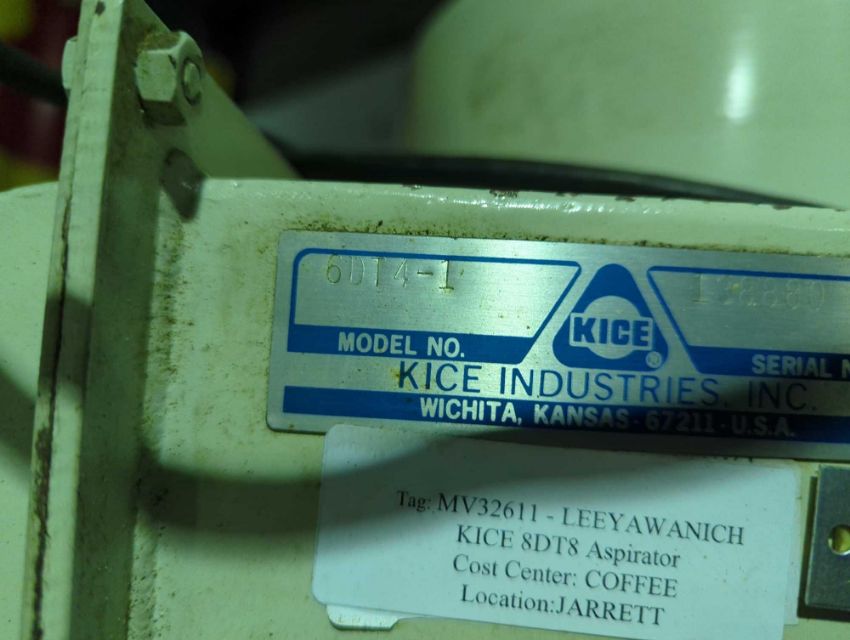 6DT4-1
KICE
®
MODEL NO.
SERIAL N
KICE INDUSTRIES, INC.
WICHITA, KANSAS 67211 U.S.A.
Tag: MV32611 - LEEYAWANICH
KICE 8DT8 Aspirator
Cost Center: COFFEE
Location:JARRETT